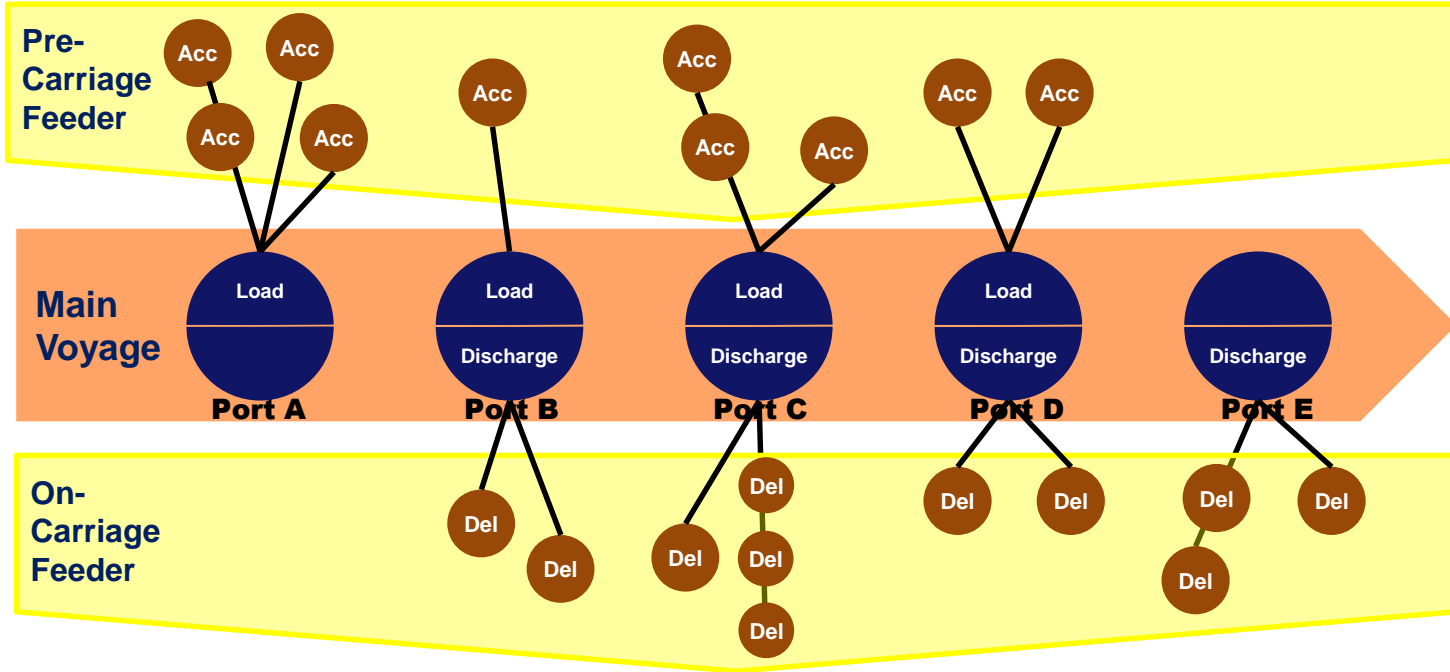 Pre-
Carriage
Feeder
Acc
Acc
Acc
Acc
Acc
Acc
Acc
Acc
Acc
Acc
Main
Voyage
Load
Port A
Load
Discharge
Port B
Load
Discharge
Port C
Load
Discharge
Port D
Discharge
Port E
On-
Carriage
Feeder
Del
Del
Del
Del
Del
Del
Del
Del
Del
Del
Del